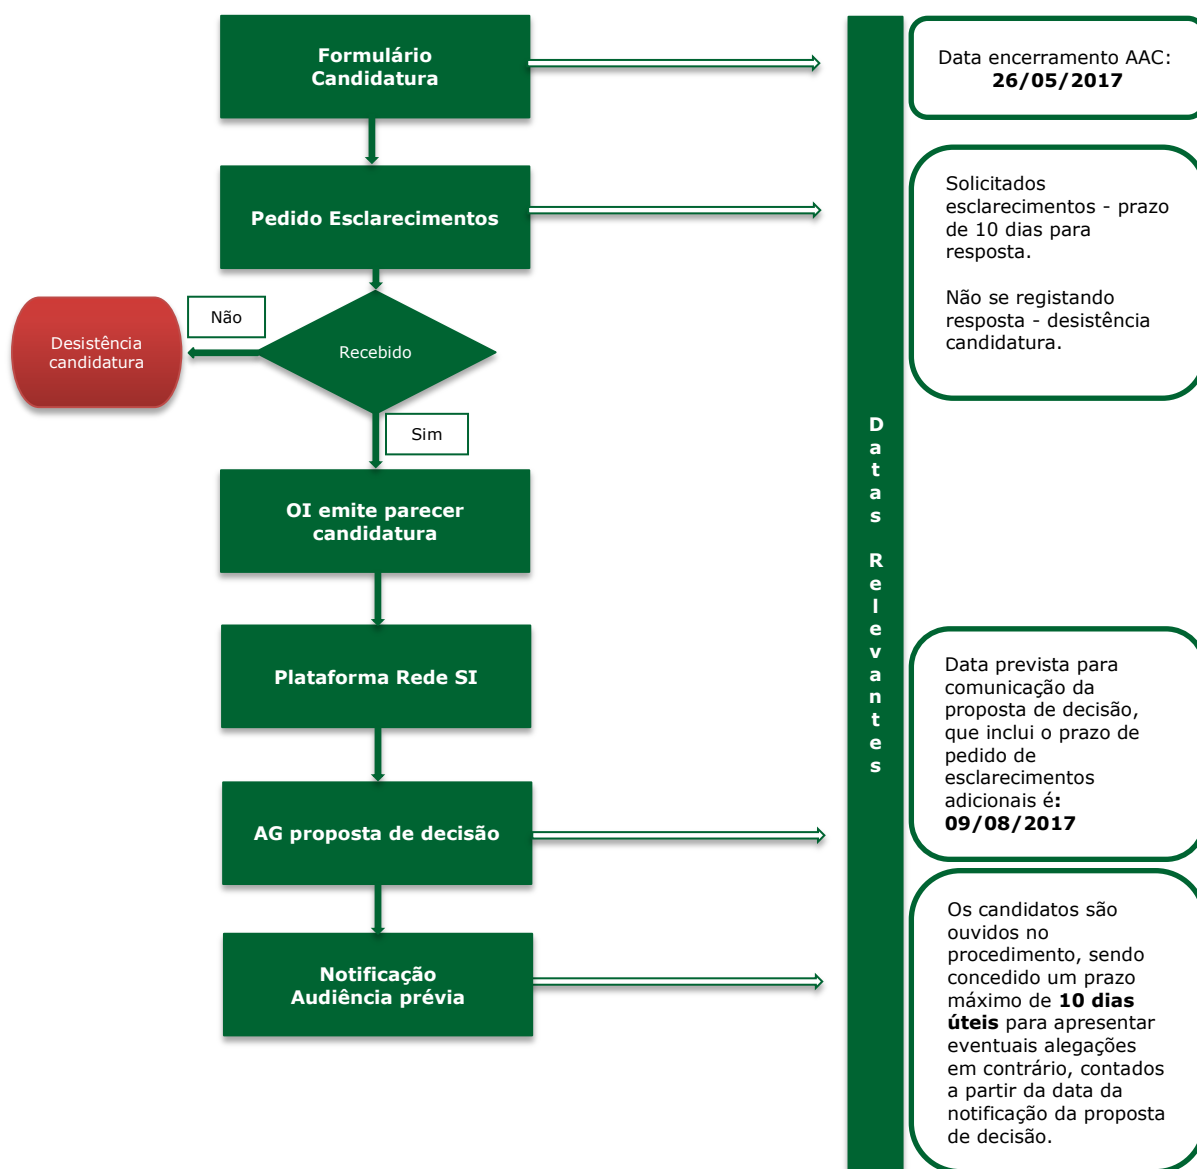 Formulário
Candidatura
Data encerramento AAC:
26/05/2017
Pedido Esclarecimentos
Solicitados
esclarecimentos - prazo
de 10 dias para
resposta.
Não se registando
resposta - desistência
candidatura.
Não
Desistência
candidatura
Recebido
Sim
Datas Relevantes
OI emite parecer
candidatura
Plataforma Rede SI
Data prevista para
comunicação da
proposta de decisão,
que inclui o prazo de
pedido de
esclarecimentos
adicionais é:
09/08/2017
AG proposta de decisão
Notificação
Audiência prévia
Os candidatos são
ouvidos no
procedimento, sendo
concedido um prazo
máximo de 10 dias
úteis para apresentar
eventuais alegações
em contrário, contados
a partir da data da
notificação da proposta
de decisão.